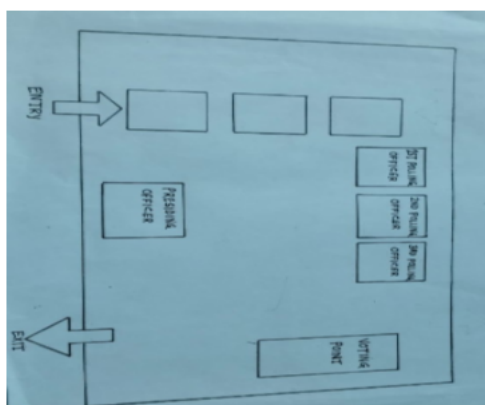 ENTRY
1ST POLLING
OFFICER
2ND POLLING
OFFICER
3RD POLLING
OFFICER
PRESIDING
OFFICER
VOTING
POINT
EXIT